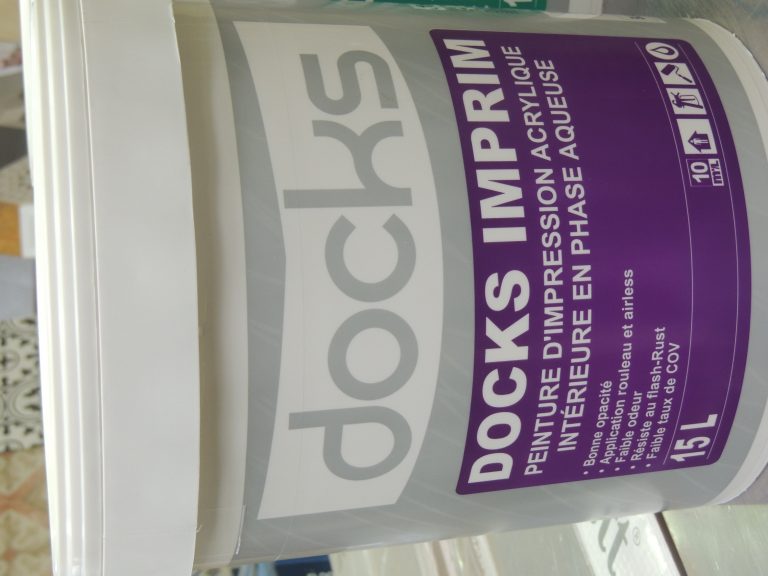 docks
DOCKS IMPRIM
PEINTURE D'IMPRESSION ACRYLIQUE
INTÉRIEURE EN PHASE AQUEUSE
• Bonne opacité
• Application rouleau et airless
• Faible odeur
• Résiste au flash-Rust
• Faible taux de COV
15 L
10
m²/L